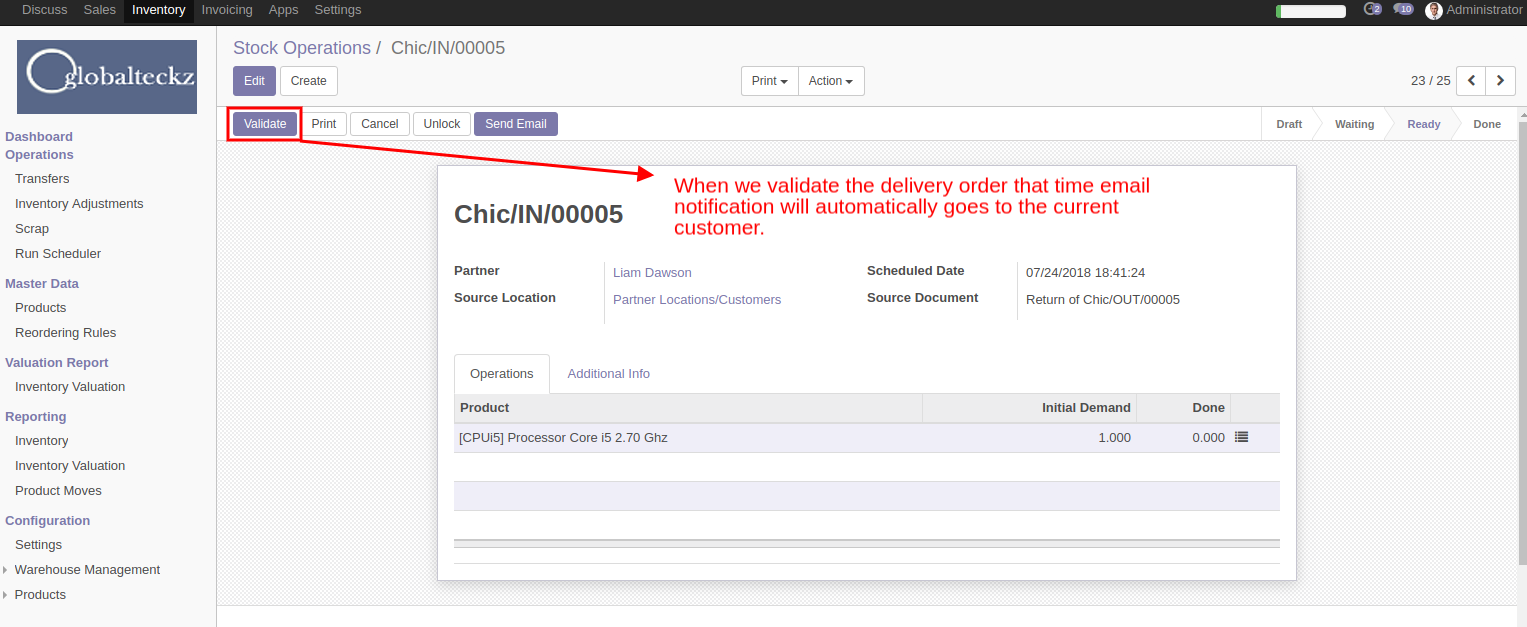 Discuss Sales Inventory Invoicing Apps Settings 2 10 Administrator
globalteckz
Stock Operations / Chic/IN/00005
Edit Create Print Action 23 / 25
Validate Print Cancel Unlock Send Email Draft Waiting Ready Done
Dashboard
Operations
Transfers
Inventory Adjustments
Scrap
Run Scheduler
Master Data
Products
Reordering Rules
Valuation Report
Inventory Valuation
Reporting
Inventory
Inventory Valuation
Product Moves
Configuration
Settings
Warehouse Management
Products
When we validate the delivery order that time email
notification will automatically goes to the current
customer.
Chic/IN/00005
Partner Liam Dawson Scheduled Date 07/24/2018 18:41:24
Source Location Partner Locations/Customers Source Document Return of Chic/OUT/00005
Operations Additional Info
Product Initial Demand Done
[CPUi5] Processor Core i5 2.70 Ghz 1.000 0.000